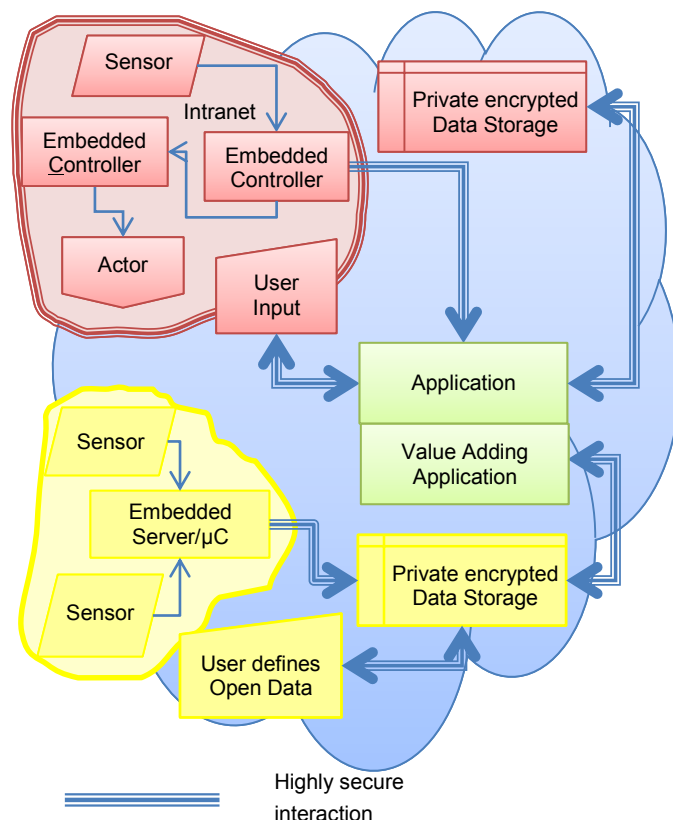 Sensor
Intranet
Embedded
Controller
Embedded
Controller
Actor
User
Input
Private encrypted
Data Storage
Application
Value Adding
Application
Sensor
Embedded
Server/µC
Sensor
Private encrypted
Data Storage
User defines
Open Data
Highly secure
interaction